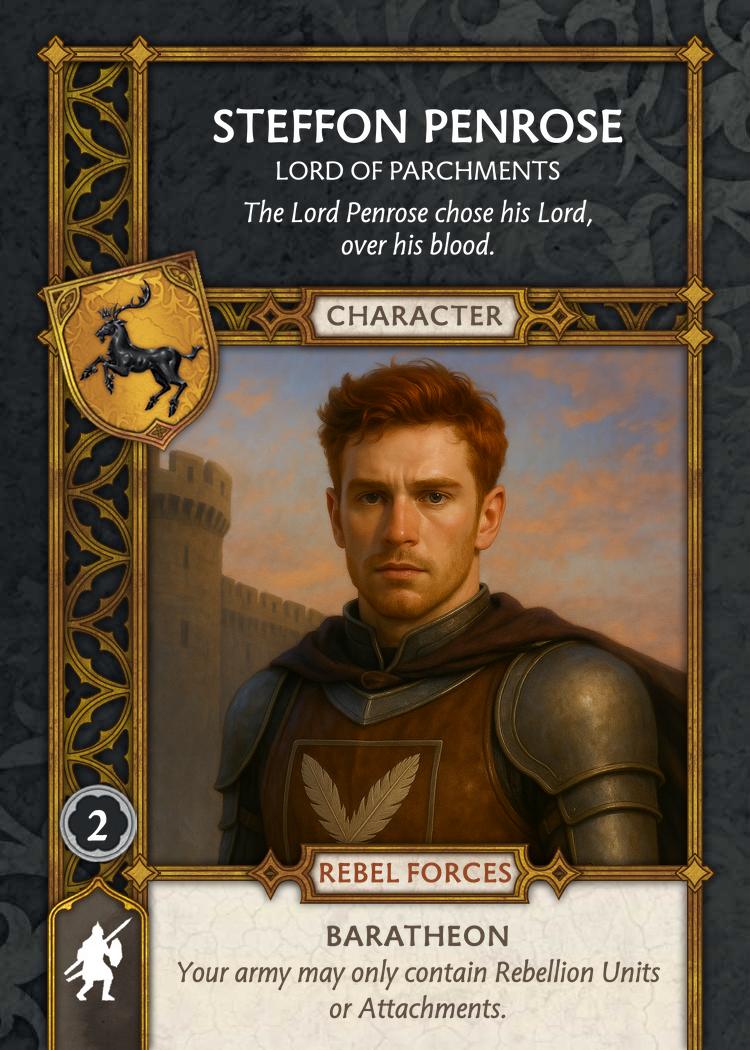 STEFFON PENROSE
LORD OF PARCHMENTS
The Lord Penrose chose his Lord,
over his blood.
CHARACTER
2
REBEL FORCES
BARATHEON
Your army may only contain Rebellion Units
or Attachments.